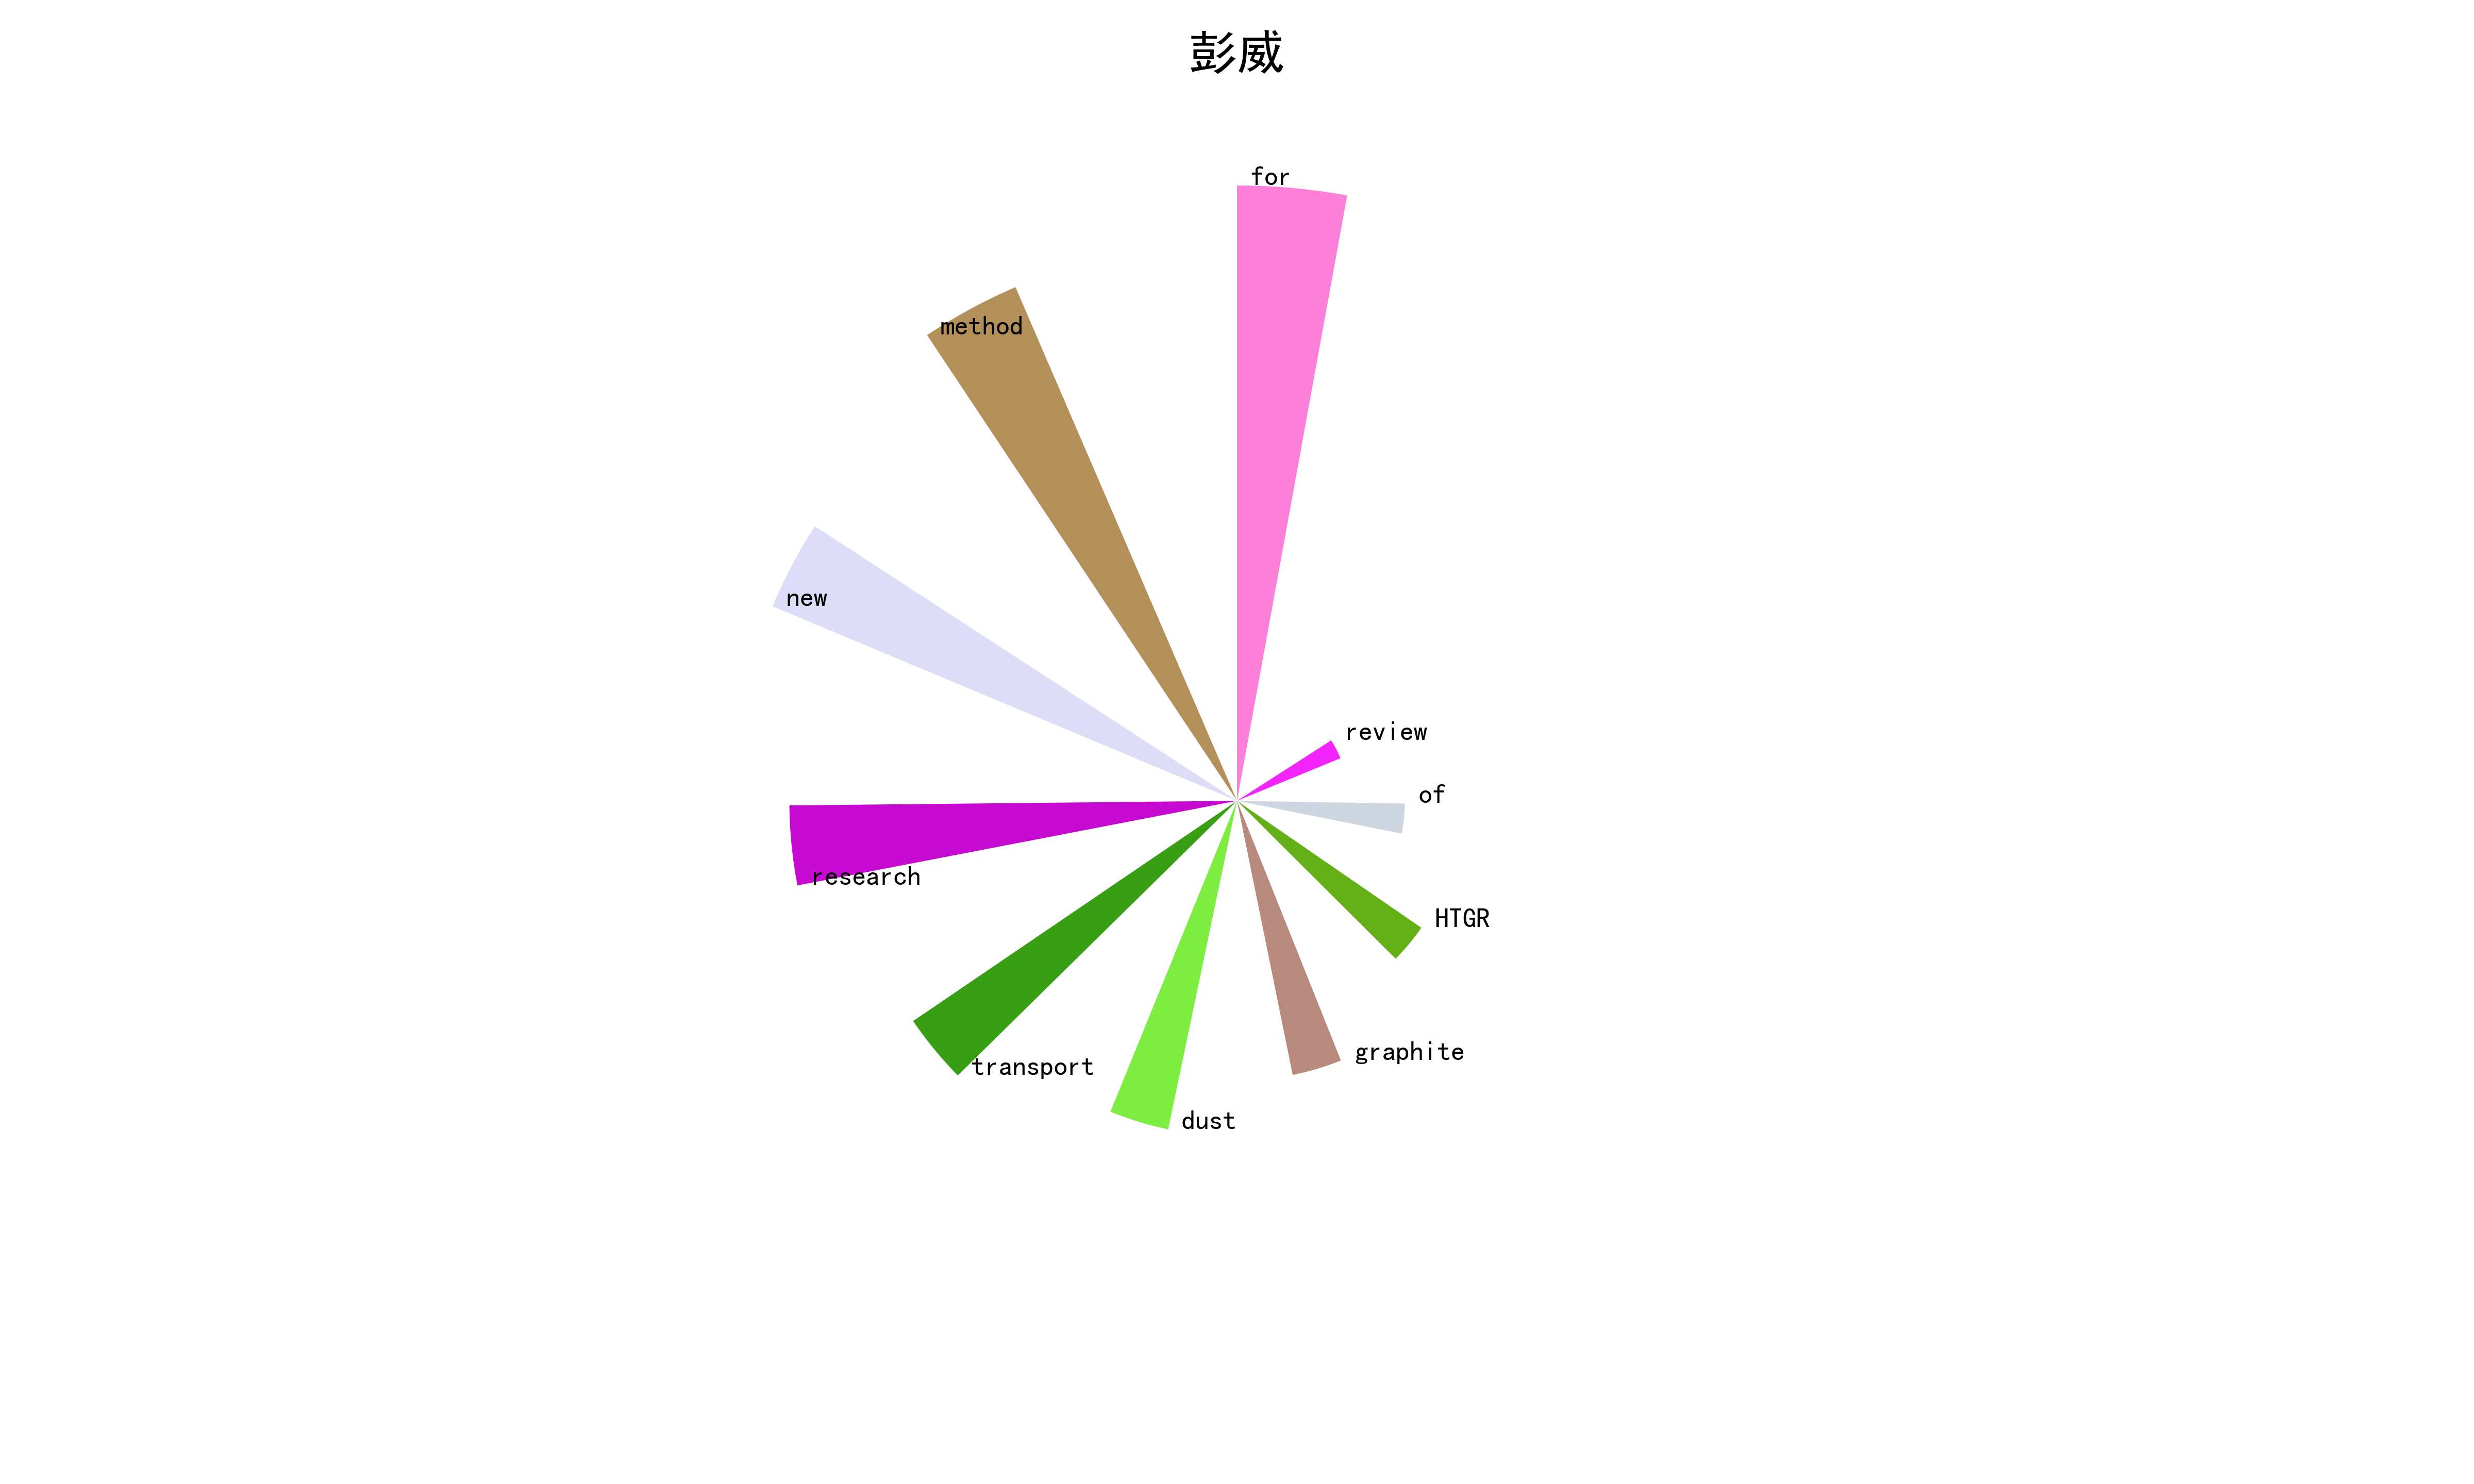 彭威
for
method
new
review
of
research
HTGR
graphite
transport
dust